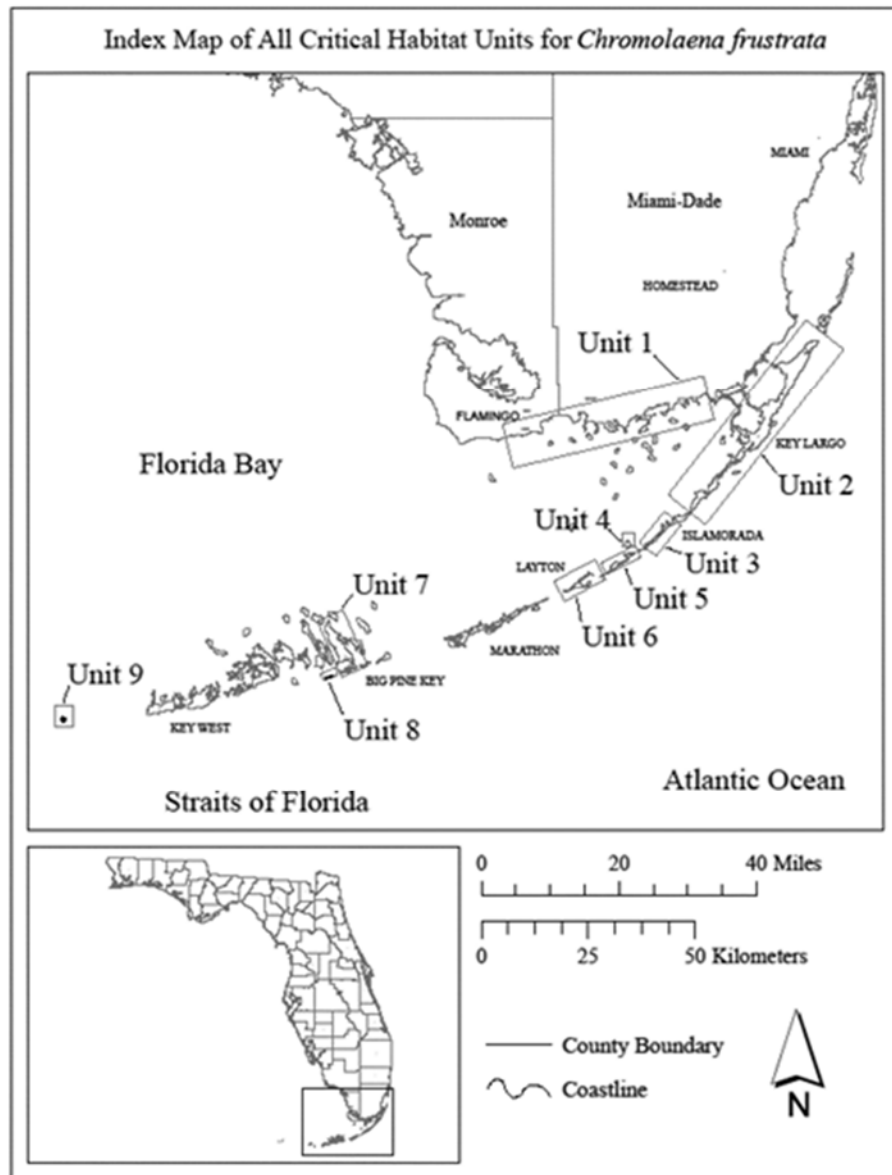 Index Map of All Critical Habitat Units for Chromolaena frustrata
MIAMI
Monroe
Miami-Dade
HOMESTEAD
Unit 1
FLAMINGO
KEY LARGO
Florida Bay
Unit 2
Unit 4
ISLAMORADA
LAYTON
Unit 3
Unit 7
Unit 5
Unit 6
MARATHON
Unit 9
BIG PINE KEY
KEY WEST
Unit 8
Atlantic Ocean
Straits of Florida
0 20 40 Miles
0 25 50 Kilometers
County Boundary
Coastline
N